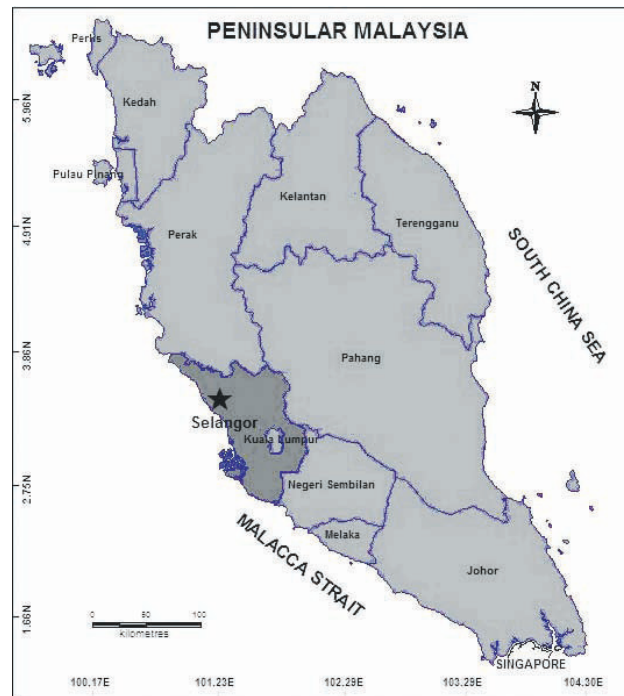 PENINSULAR MALAYSIA
Perlis
Kedah
N
Pulau Pinang
Kelantan
Terengganu
Perak
SOUTH CHINA SEA
Pahang
Selangor
Kuala Lumpur
Negeri Sembilan
Melaka
MALACCA STRAIT
Johor
SINGAPORE
0 50 100
kilometres
5.96N
4.91N
3.86N
2.75N
1.66N
100.17E 101.23E 102.29E 103.29E 104.30E